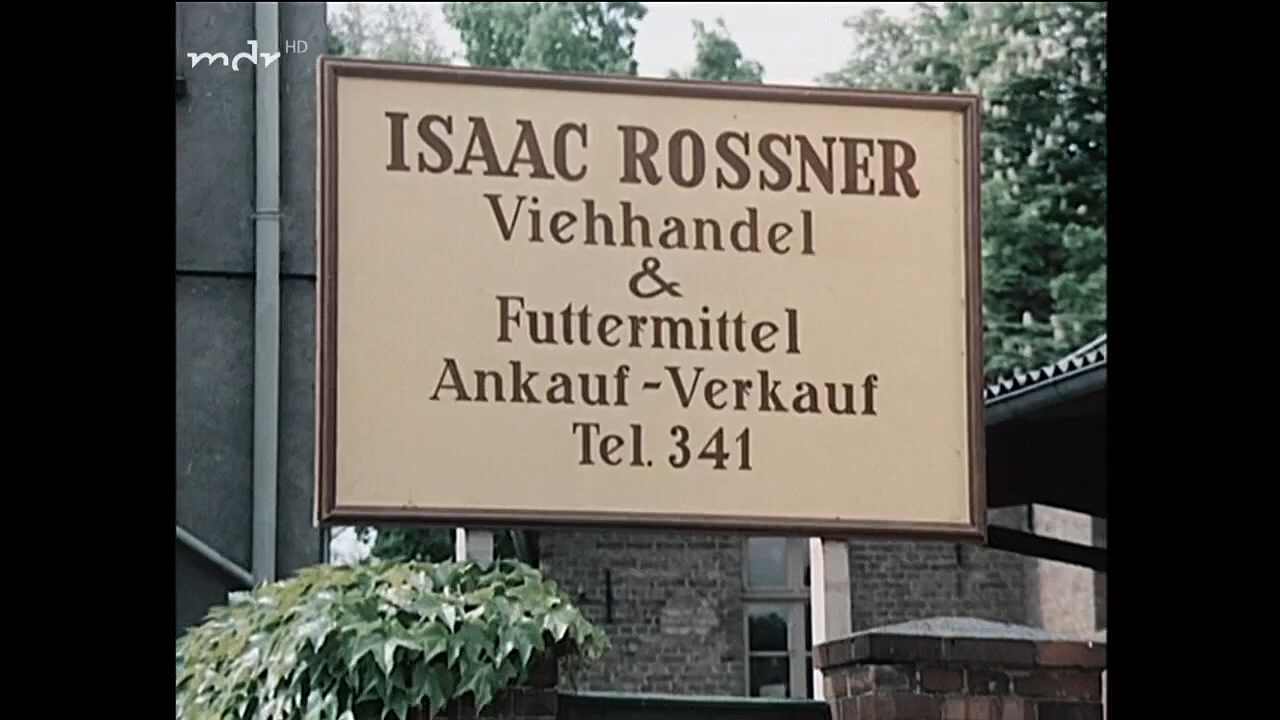 mdr HD
ISAAC ROSSNER
Viehhandel
&
Futtermittel
Ankauf-Verkauf
Tel. 341